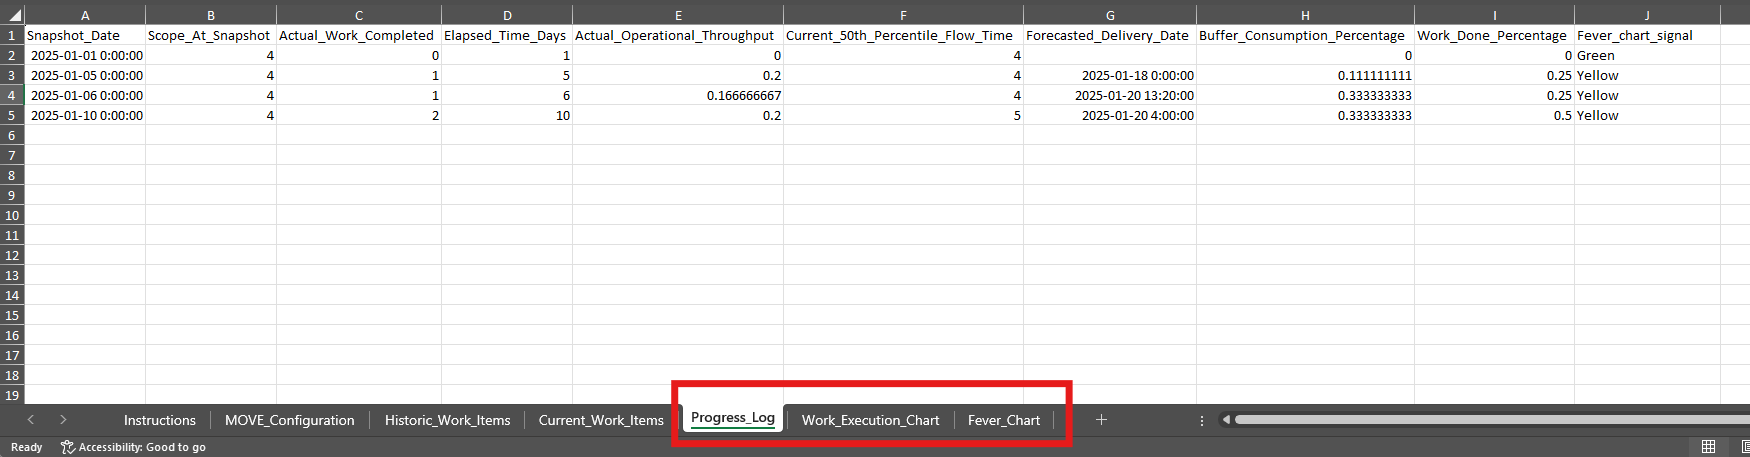 A B C D E F G H I J
1 Snapshot_Date Scope_At_Snapshot Actual_Work_Completed Elapsed_Time_Days Actual_Operational_Throughput Current_50th_Percentile_Flow_Time Forecasted_Delivery_Date Buffer_Consumption_Percentage Work_Done_Percentage Fever_chart_signal
2 2025-01-01 0:00:00 4 0 1 0 4 0 0 Green
3 2025-01-05 0:00:00 4 1 5 0.2 4 2025-01-18 0:00:00 0.111111111 0.25 Yellow
4 2025-01-06 0:00:00 4 1 6 0.166666667 4 2025-01-20 13:20:00 0.333333333 0.25 Yellow
5 2025-01-10 0:00:00 4 2 10 0.2 5 2025-01-20 4:00:00 0.333333333 0.5 Yellow
6
7
8
9
10
11
12
13
14
15
16
17
18
19
Instructions MOVE_Configuration Historic_Work_Items Current_Work_Items Progress_Log Work_Execution_Chart Fever_Chart
Ready Accessibility: Good to go